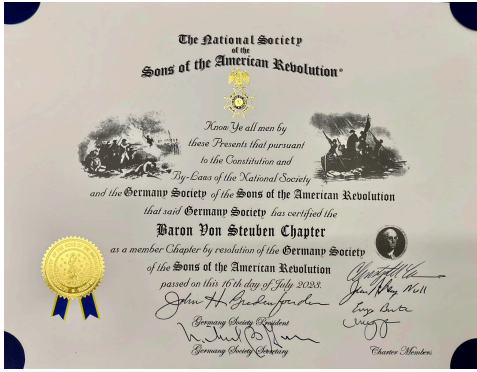 The National Society
of the
Sons of the American Revolution®
Know Ye all men by
these Presents that pursuant
to the Constitution and
By-Laws of the National Society
and the Germany Society of the Sons of the American Revolution
that said Germany Society has certified the
Baron Von Steuben Chapter
as a member Chapter by resolution of the Germany Society
of the Sons of the American Revolution
passed on this 16th day of July 2023.
Germany Society President
Germany Society Secretary
Charter Members